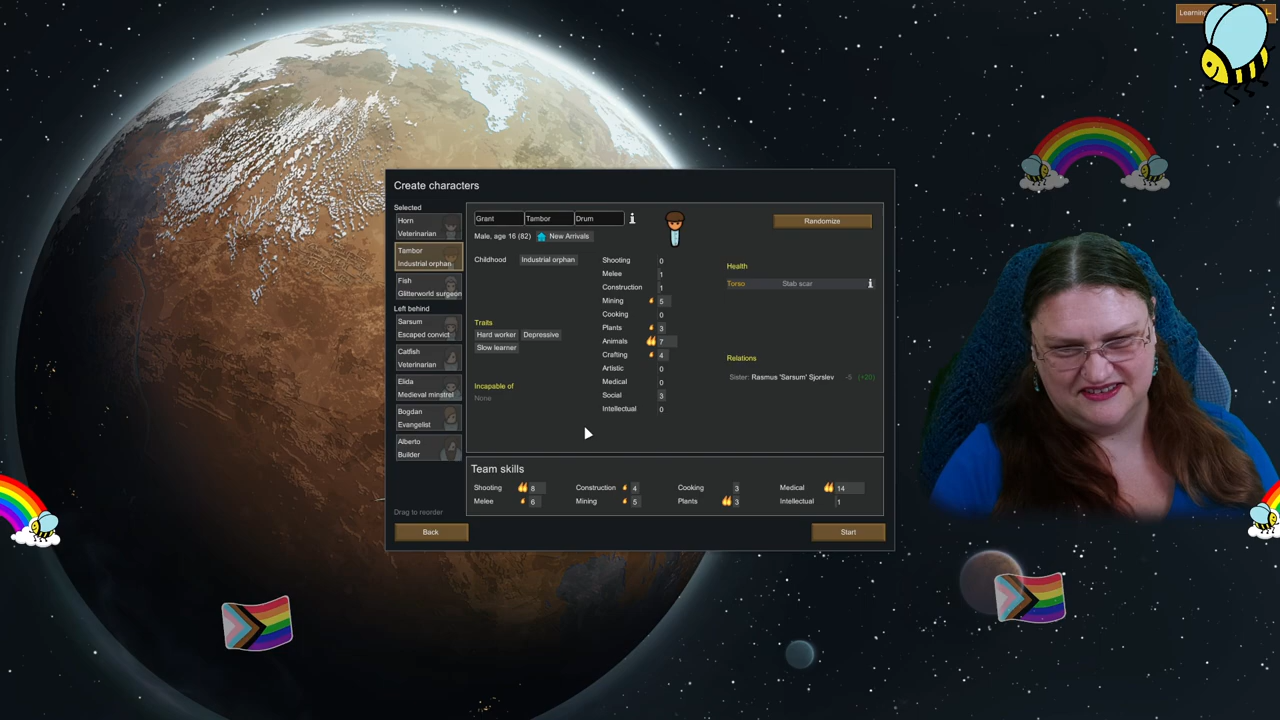 Learning
Create characters
Selected
Horn
Veterinarian
Tambor
Industrial orphan
Fish
Glitterworld surgeon
Left behind
Sarsum
Escaped convict
Catfish
Veterinarian
Elida
Medieval minstrel
Bogdan
Evangelist
Alberto
Builder
Drag to reorder
Grant Tambor Drum
Randomize
Male, age 16 (82) New Arrivals
Childhood Industrial orphan
Traits
Hard worker Depressive
Slow learner
Incapable of
None
Shooting 0
Melee 1
Construction 1
Mining 5
Cooking 0
Plants 3
Animals 7
Crafting 4
Artistic 0
Medical 0
Social 3
Intellectual 0
Health
Torso Stab scar
Relations
Sister: Rasmus 'Sarsum' Sjorslev -5 (+20)
Team skills
Shooting 8 Construction 4 Cooking 3 Medical 14
Melee 6 Mining 5 Plants 3 Intellectual 1
Back Start